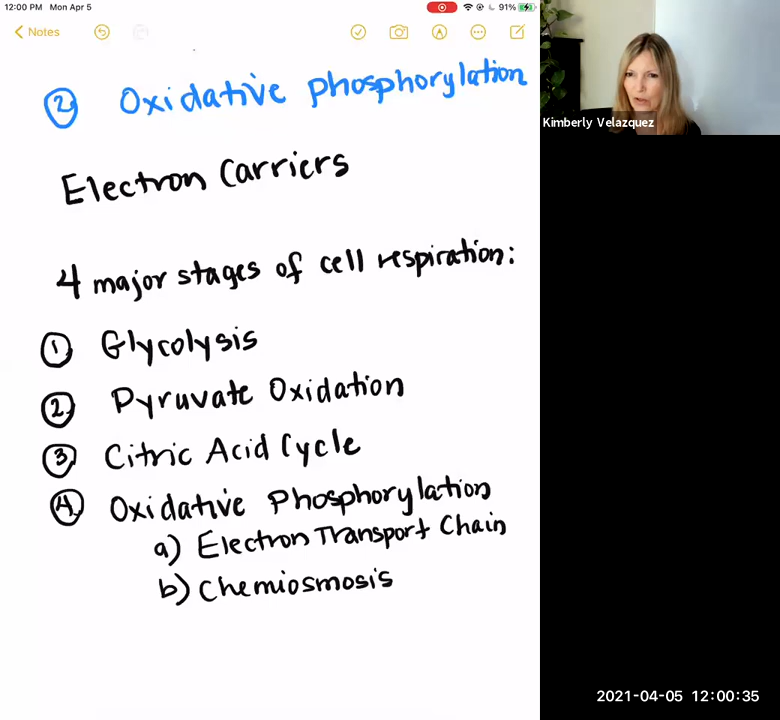 12:00 PM Mon Apr 5
91%
Notes
② Oxidative phosphorylation
Electron Carriers
4 major stages of cell respiration:
① Glycolysis
② Pyruvate Oxidation
③ Citric Acid Cycle
④ Oxidative Phosphorylation
a) Electron Transport Chain
b) Chemiosmosis
Kimberly Velazquez
2021-04-05 12:00:35